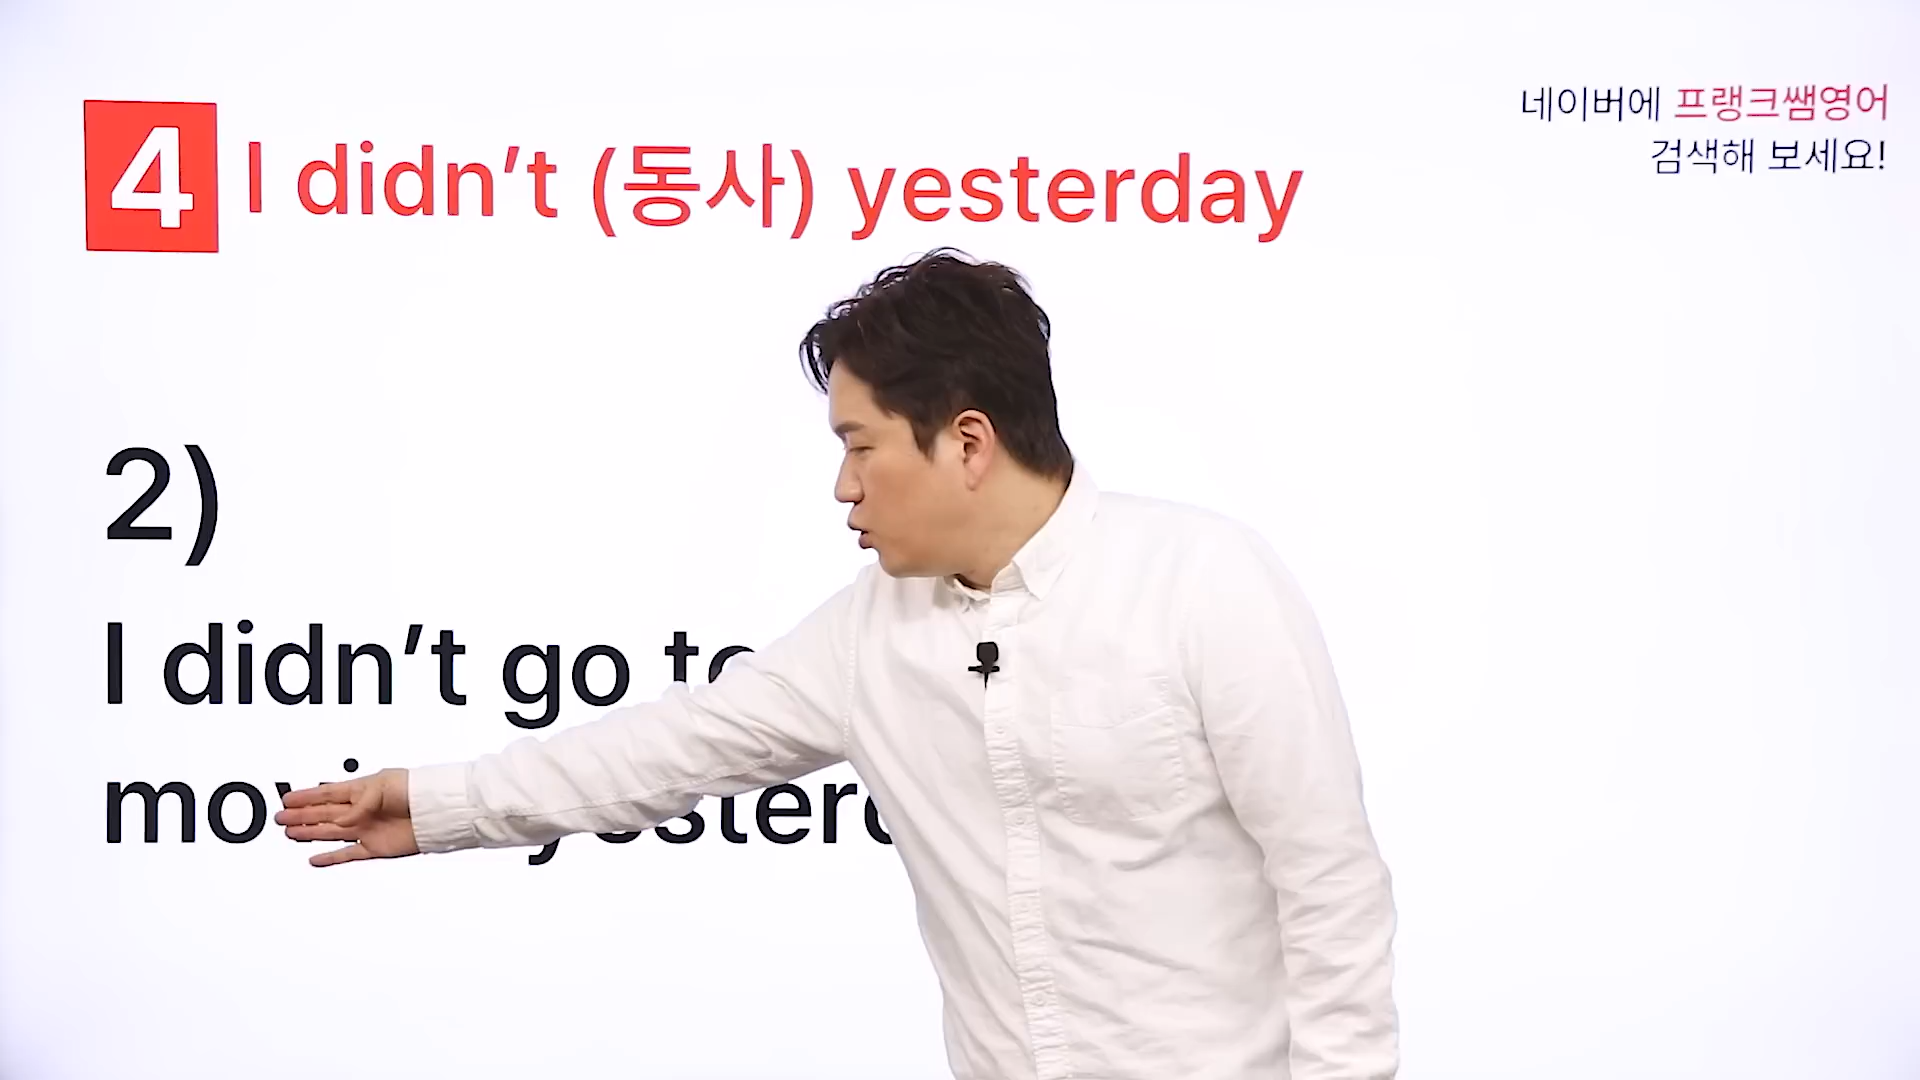 4 I didn't (동사) yesterday
네이버에 프랭크쌤영어
검색해 보세요!
2)
I didn't go